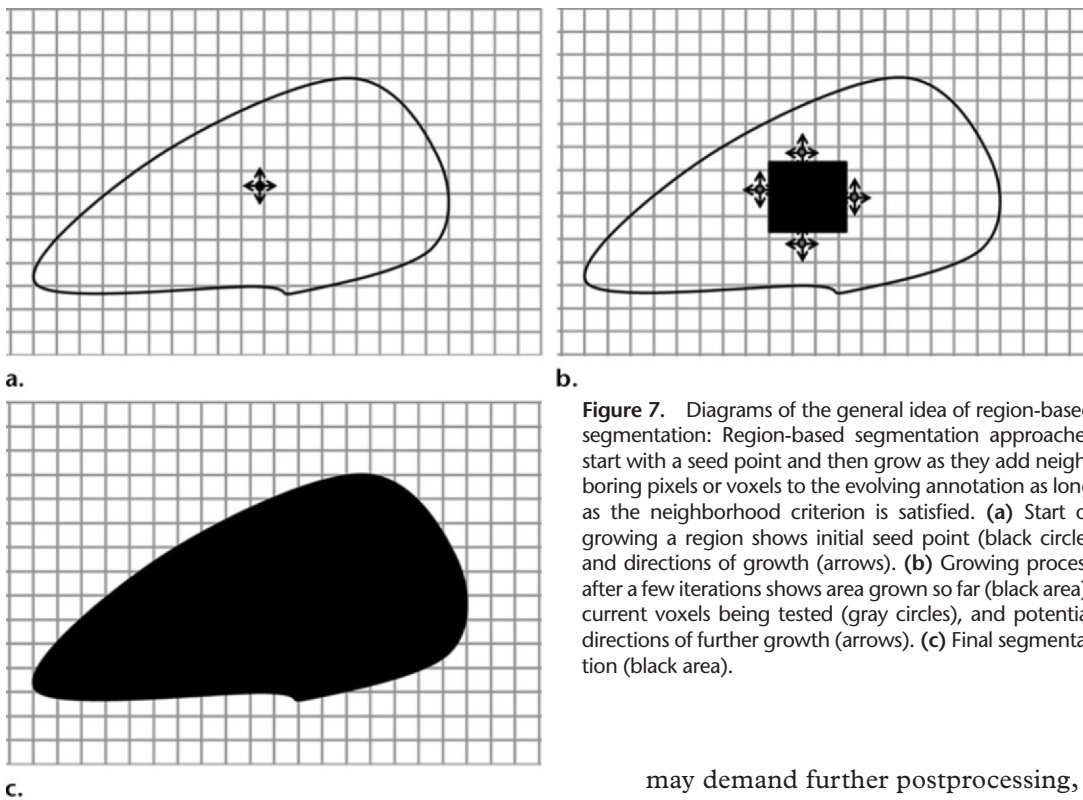 a.
b.
Figure 7. Diagrams of the general idea of region-based
segmentation: Region-based segmentation approache
start with a seed point and then grow as they add neigh
boring pixels or voxels to the evolving annotation as long
as the neighborhood criterion is satisfied. (a) Start o
growing a region shows initial seed point (black circle
and directions of growth (arrows). (b) Growing proces
after a few iterations shows area grown so far (black area)
current voxels being tested (gray circles), and potentia
directions of further growth (arrows). (c) Final segmenta
tion (black area).
c.
may demand further postprocessing,